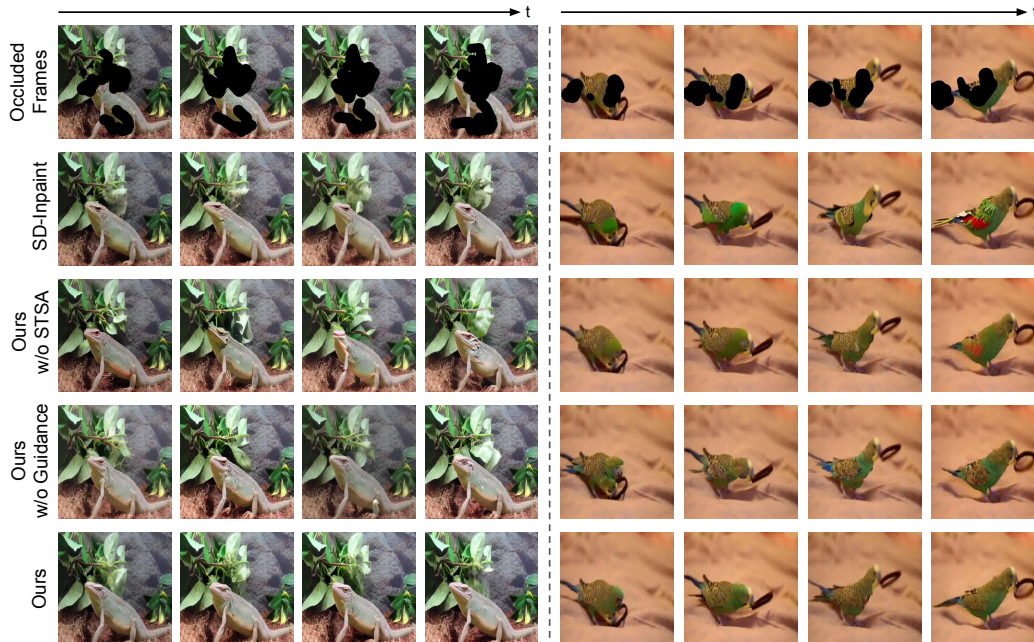 t
t
Occluded
Frames
SD-Inpaint
Ours
w/o STSA
Ours
w/o Guidance
Ours